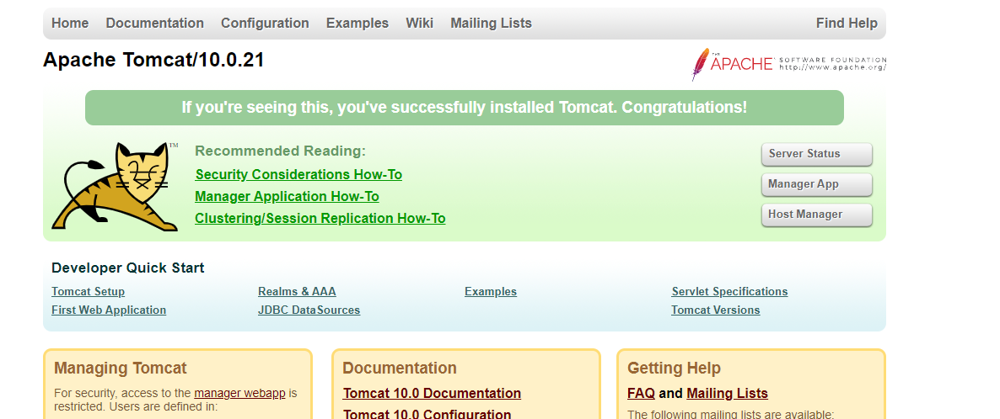 Home Documentation Configuration Examples Wiki Mailing Lists Find Help
Apache Tomcat/10.0.21
THE APACHE® SOFTWARE FOUNDATION
http://www.apache.org/
If you're seeing this, you've successfully installed Tomcat. Congratulations!
TM
Recommended Reading:
Security Considerations How-To
Manager Application How-To
Clustering/Session Replication How-To
Server Status
Manager App
Host Manager
Developer Quick Start
Tomcat Setup Realms & AAA Examples Servlet Specifications
First Web Application JDBC DataSources Tomcat Versions
Managing Tomcat
For security, access to the manager webapp is
restricted. Users are defined in:
Documentation
Tomcat 10.0 Documentation
Tomcat 10.0 Configuration
Getting Help
FAQ and Mailing Lists
The following mailing lists are available: